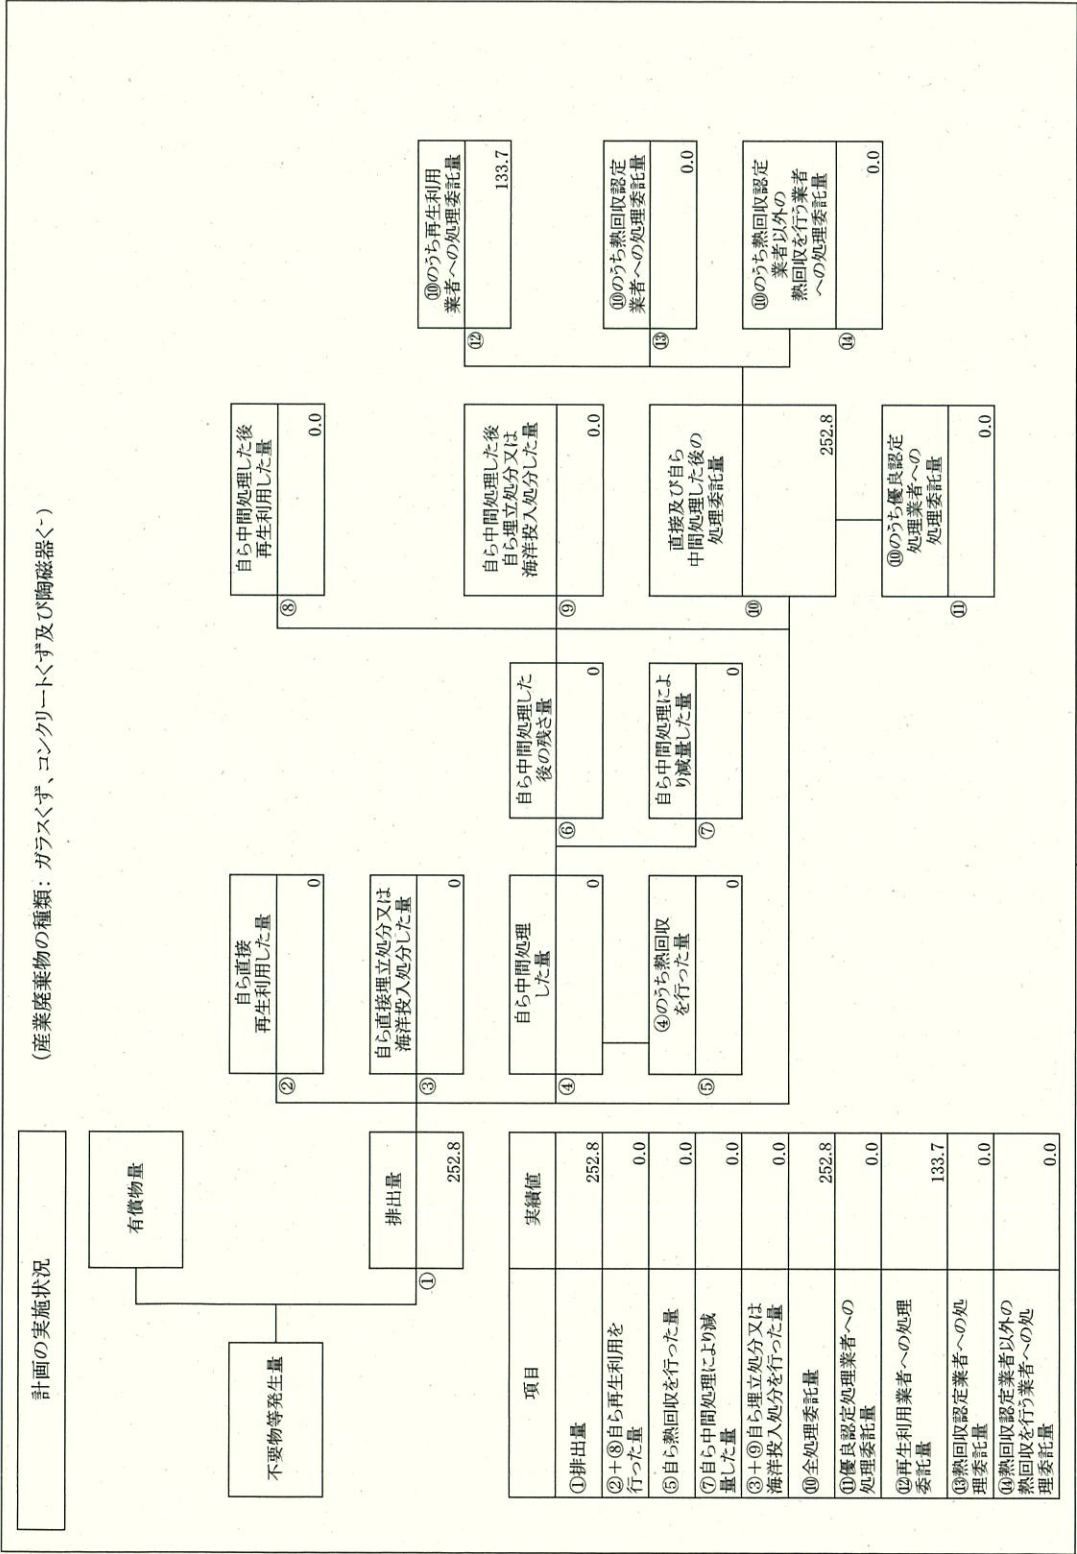 計画の実施状況
(産業廃棄物の種類: ガラスくず、コンクリートくず及び陶磁器く
不要物等発生量
有償物量
排出量
①
252.8
自ら直接
再生利用した量
②
0
自ら直接埋立処分又は
海洋投入処分した量
③
0
自ら中間処理
した量
④
0
④のうち熱回収
を行った量
⑤
0
自ら中間処理した
後の残さ量
⑥
0
自ら中間処理によ
り減量した量
⑦
0
自ら中間処理した後
再生利用した量
⑧
0.0
自ら中間処理した後
自ら埋立処分又は
海洋投入処分した量
⑨
0.0
直接及び自ら
中間処理した後の
処理委託量
⑩
252.8
⑩のうち優良認定
処理業者への
処理委託量
⑪
0.0
⑩のうち再生利用
業者への処理委託量
⑫
133.7
⑩のうち熱回収認定
業者への処理委託量
⑬
0.0
⑩のうち熱回収認定
業者以外の
熱回収を行う業者
への処理委託量
⑭
0.0
項目 実績値
①排出量 252.8
②+⑧自ら再生利用を
行った量 0.0
⑤自ら熱回収を行った量 0.0
⑦自ら中間処理により減
量した量 0.0
③+⑨自ら埋立処分又は
海洋投入処分を行った量 0.0
⑩全処理委託量 252.8
⑪優良認定処理業者への
処理委託量 0.0
⑫再生利用業者への処理
委託量 133.7
⑬熱回収認定業者への処
理委託量 0.0
⑭熱回収認定業者以外の
熱回収を行う業者への処
理委託量 0.0